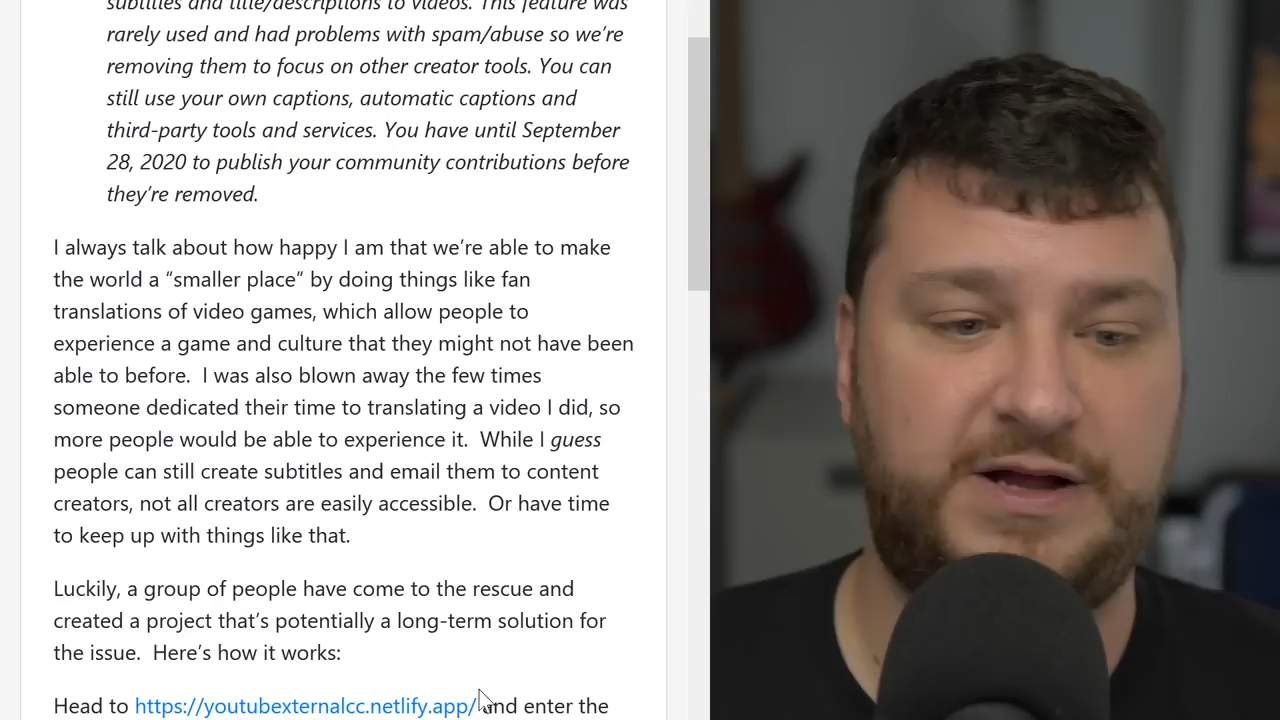 subtitles and title/descriptions to videos. This feature was
rarely used and had problems with spam/abuse so we're
removing them to focus on other creator tools. You can
still use your own captions, automatic captions and
third-party tools and services. You have until September
28, 2020 to publish your community contributions before
they're removed.
I always talk about how happy I am that we're able to make
the world a “smaller place” by doing things like fan
translations of video games, which allow people to
experience a game and culture that they might not have been
able to before.  I was also blown away the few times
someone dedicated their time to translating a video I did, so
more people would be able to experience it.  While I guess
people can still create subtitles and email them to content
creators, not all creators are easily accessible.  Or have time
to keep up with things like that.
Luckily, a group of people have come to the rescue and
created a project that's potentially a long-term solution for
the issue.  Here's how it works:
Head to https://youtubexternalcc.netlify.app/ and enter the